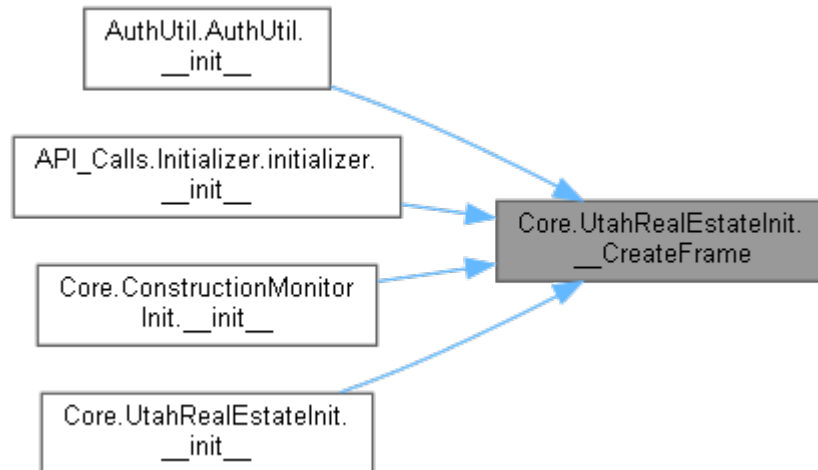 AuthUtil.AuthUtil.
__init__
API_Calls.Initializer.initializer.
__init__
Core.ConstructionMonitor
Init.__init__
Core.UtahRealEstateInit.
__init__
Core.UtahRealEstateInit.
__CreateFrame